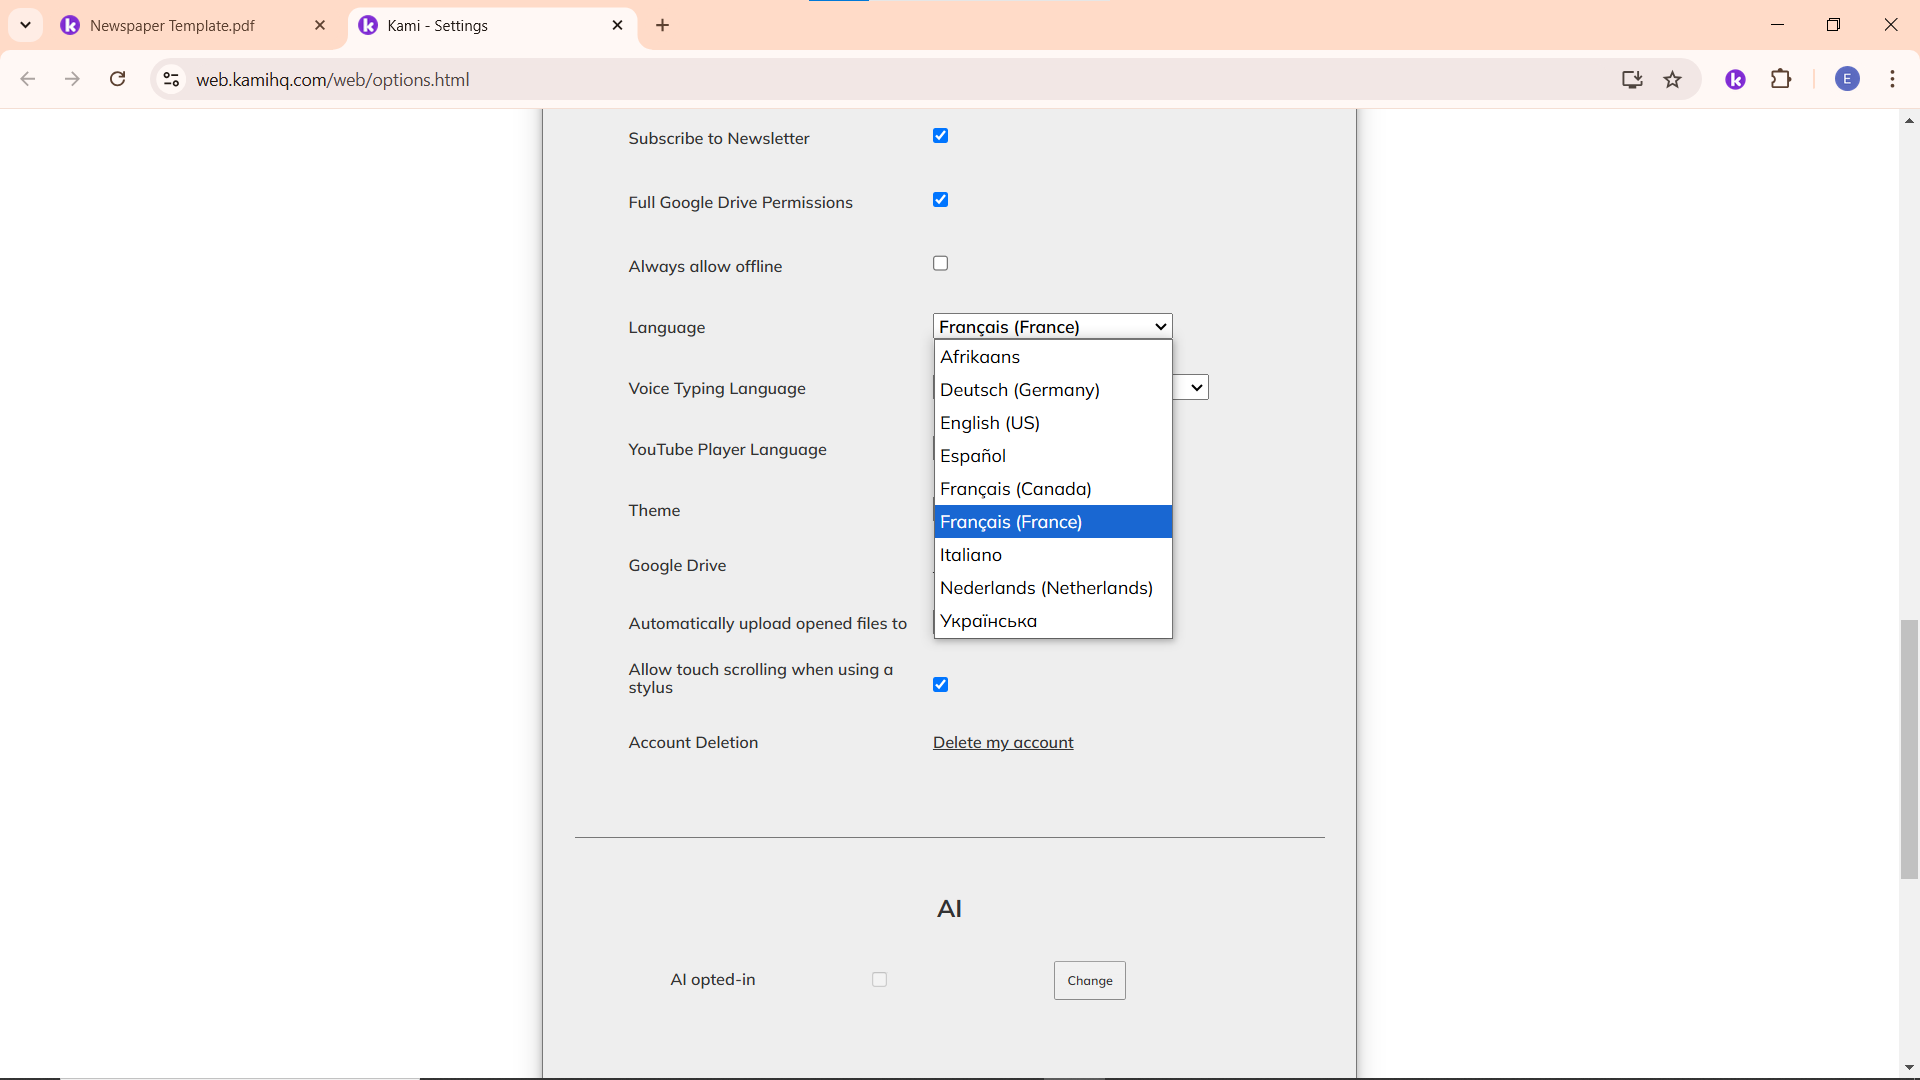 Newspaper Template.pdf
Kami - Settings
web.kamihq.com/web/options.html
E
Subscribe to Newsletter
Full Google Drive Permissions
Always allow offline
Language
Français (France)
Afrikaans
Deutsch (Germany)
English (US)
Español
Français (Canada)
Français (France)
Italiano
Nederlands (Netherlands)
Українська
Voice Typing Language
YouTube Player Language
Theme
Google Drive
Automatically upload opened files to
Allow touch scrolling when using a
stylus
Account Deletion
Delete my account
AI
AI opted-in
Change